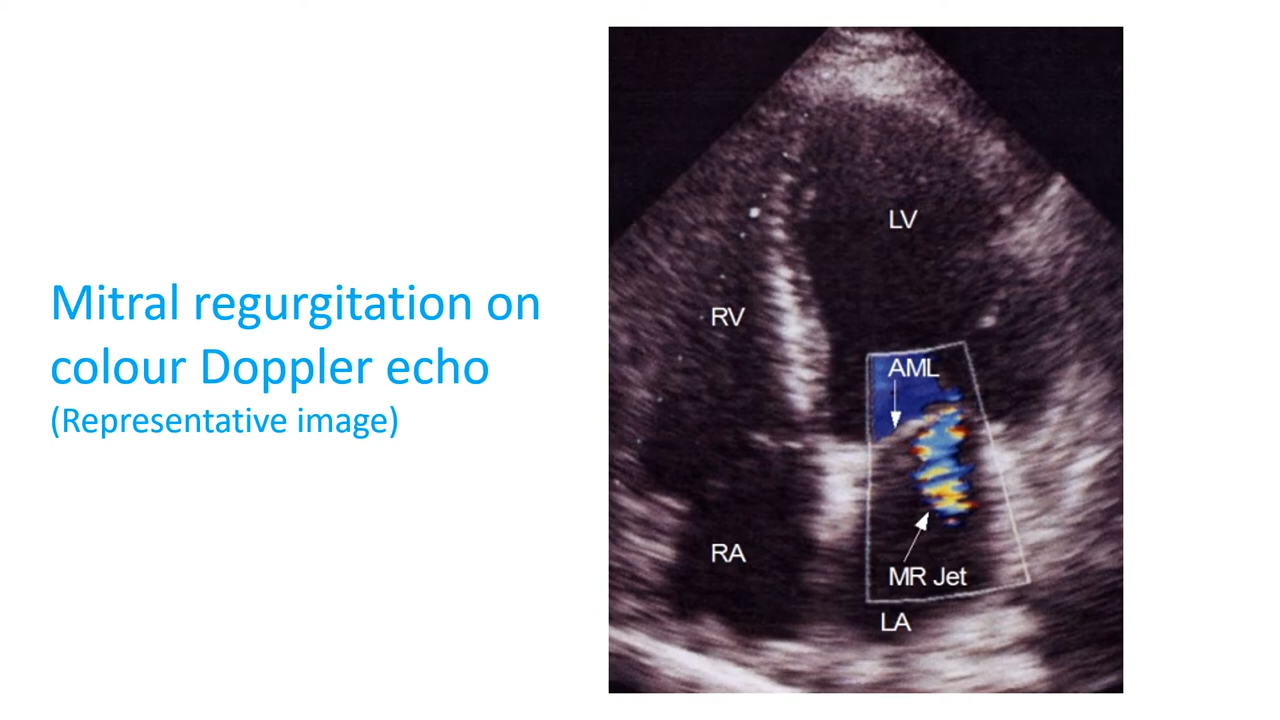 Mitral regurgitation on
colour Doppler echo
(Representative image)
LV
RV
AML
RA
MR Jet
LA